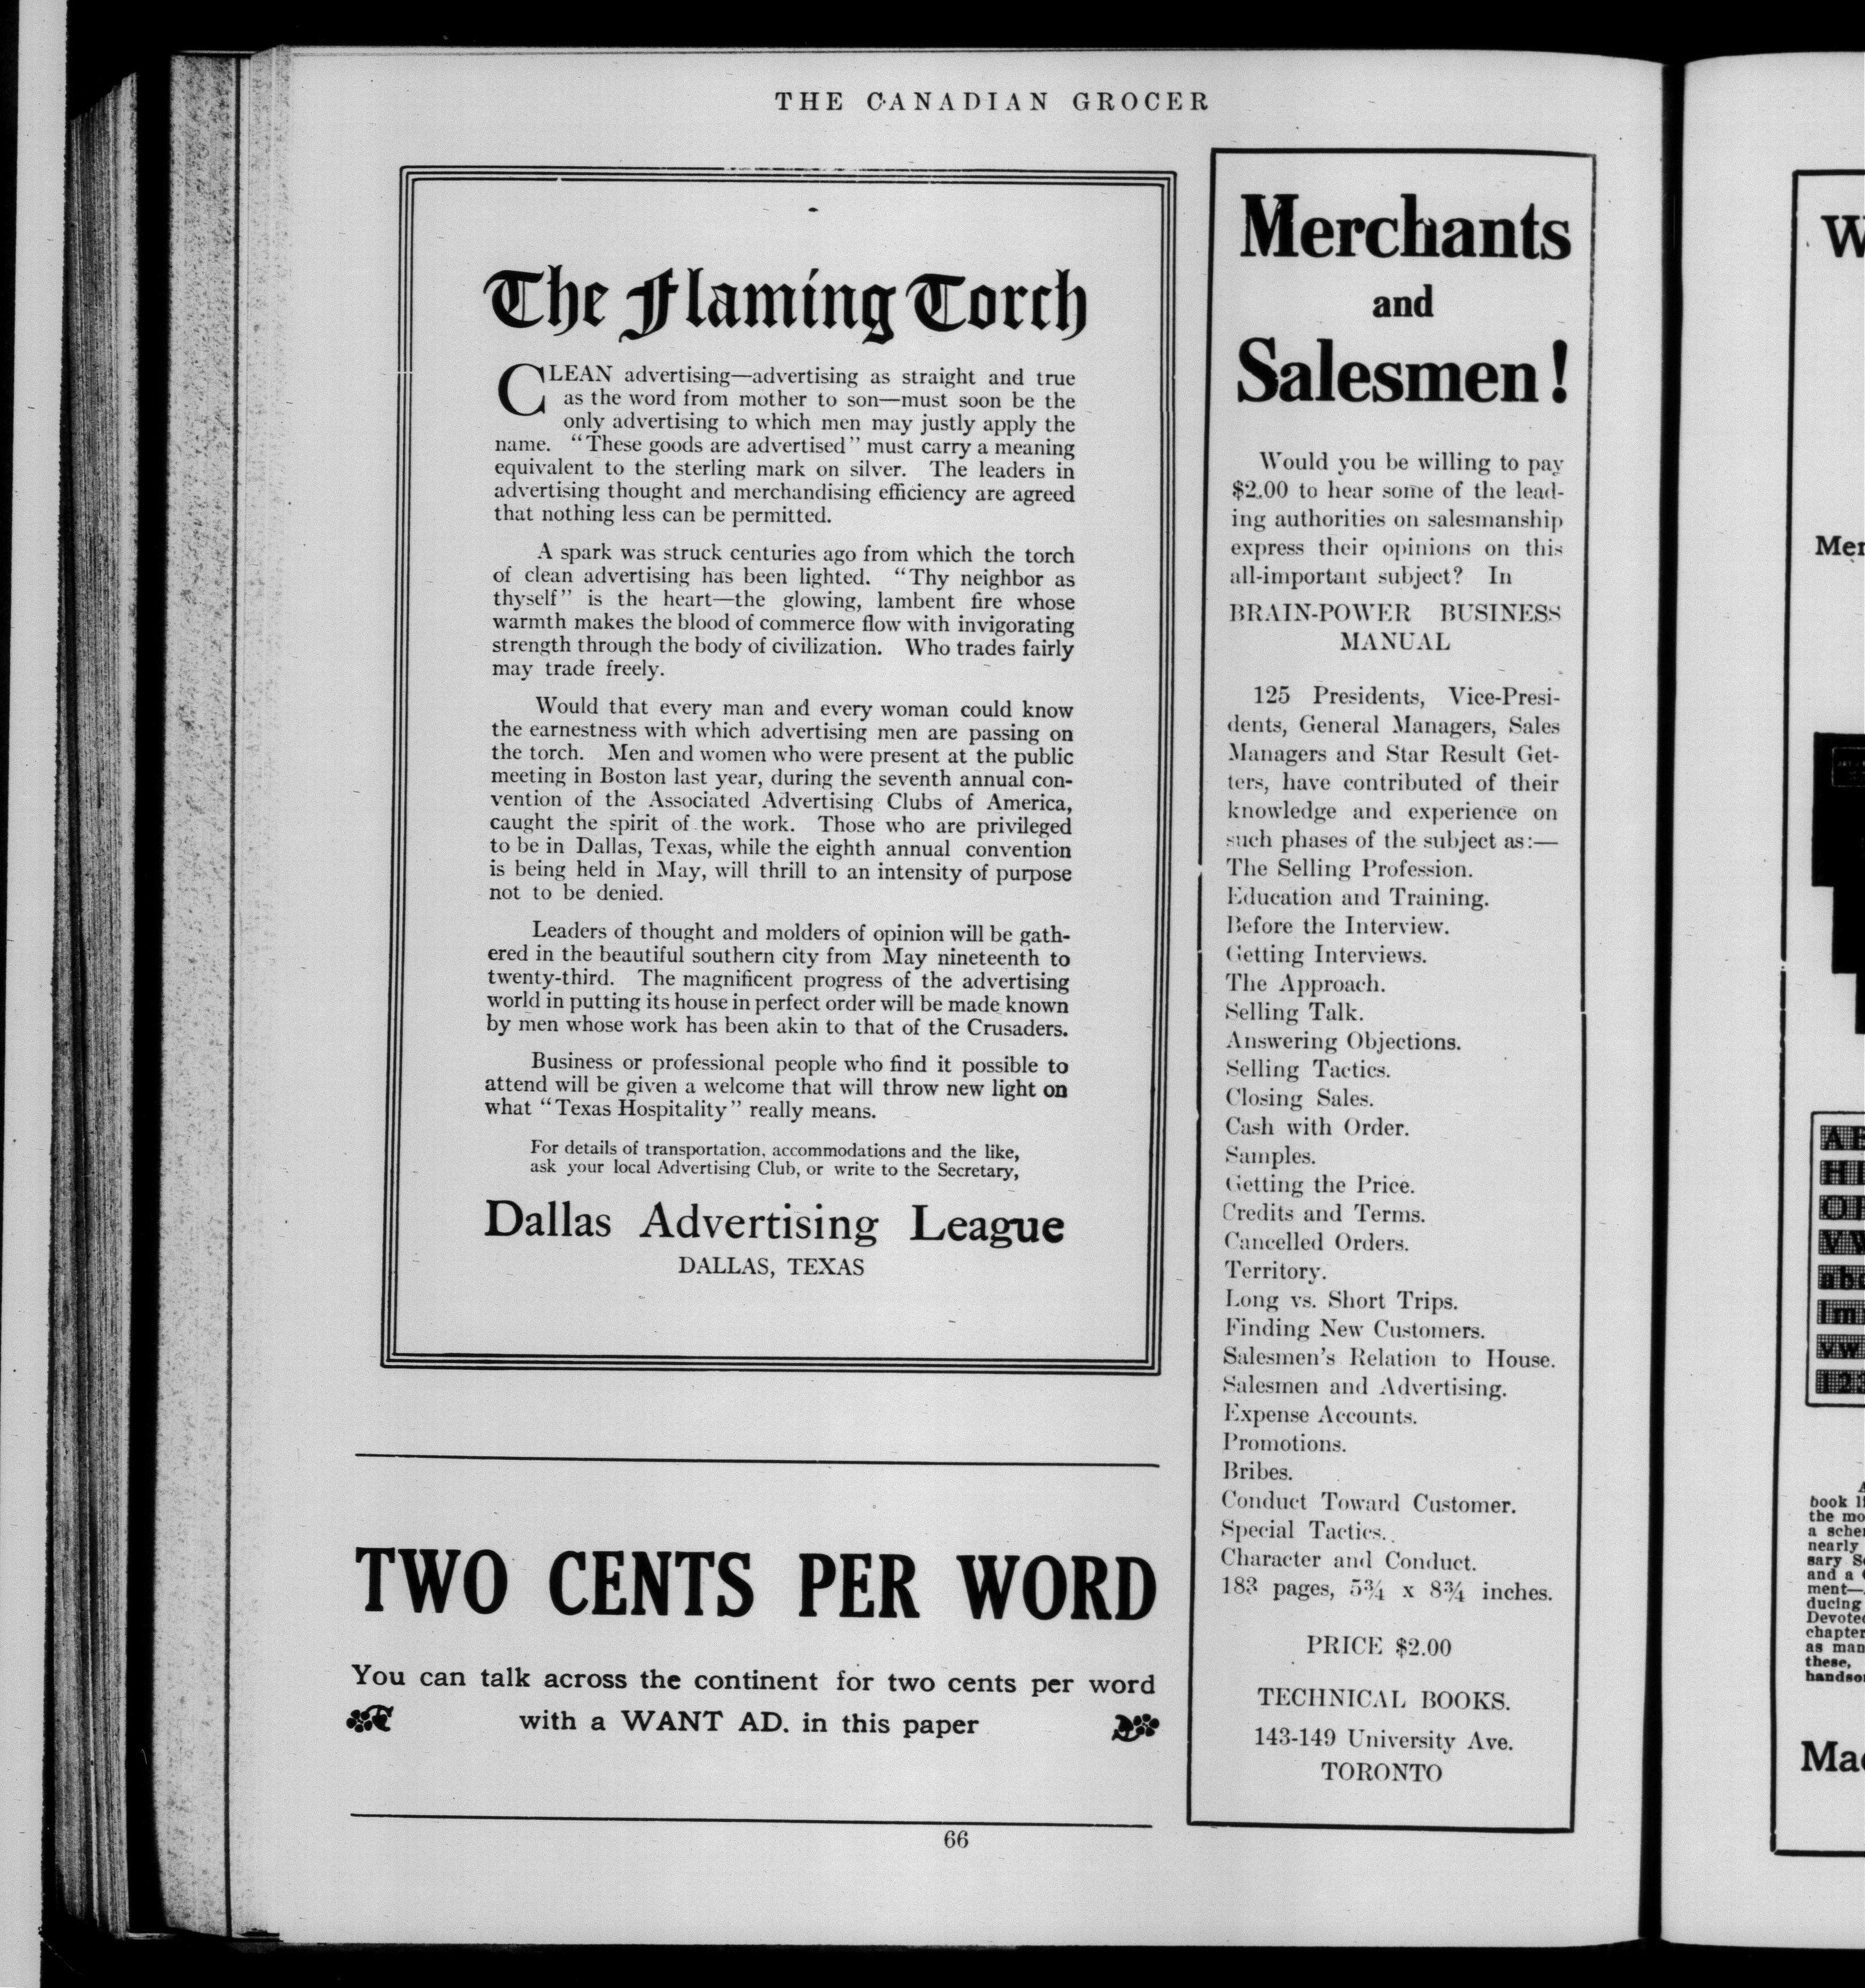 THE CANADIAN GROCER
The Flaming Torch
CLEAN advertising—advertising as straight and true
as the word from mother to son—must soon be the
only advertising to which men may justly apply the
name. "These goods are advertised" must carry a meaning
equivalent to the sterling mark on silver. The leaders in
advertising thought and merchandising efficiency are agreed
that nothing less can be permitted.
A spark was struck centuries ago from which the torch
of clean advertising has been lighted. "Thy neighbor as
thyself" is the heart—the glowing, lambent fire whose
warmth makes the blood of commerce flow with invigorating
strength through the body of civilization. Who trades fairly
may trade freely.
Would that every man and every woman could know
the earnestness with which advertising men are passing on
the torch. Men and women who were present at the public
meeting in Boston last year, during the seventh annual con-
vention of the Associated Advertising Clubs of America,
caught the spirit of the work. Those who are privileged
to be in Dallas, Texas, while the eighth annual convention
is being held in May, will thrill to an intensity of purpose
not to be denied.
Leaders of thought and molders of opinion will be gath-
ered in the beautiful southern city from May nineteenth to
twenty-third. The magnificent progress of the advertising
world in putting its house in perfect order will be made known
by men whose work has been akin to that of the Crusaders.
Business or professional people who find it possible to
attend will be given a welcome that will throw new light on
what "Texas Hospitality" really means.
For details of transportation, accommodations and the like,
ask your local Advertising Club, or write to the Secretary,
Dallas Advertising League
DALLAS, TEXAS
TWO CENTS PER WORD
You can talk across the continent for two cents per word
with a WANT AD. in this paper
Merchants
and
Salesmen!
Would you be willing to pay
$2.00 to hear some of the lead-
ing authorities on salesmanship
express their opinions on this
all-important subject? In
BRAIN-POWER BUSINESS
MANUAL
125 Presidents, Vice-Presi-
dents, General Managers, Sales
Managers and Star Result Get-
ters, have contributed of their
knowledge and experience on
such phases of the subject as:—
The Selling Profession.
Education and Training.
Before the Interview.
Getting Interviews.
The Approach.
Selling Talk.
Answering Objections.
Selling Tactics.
Closing Sales.
Cash with Order.
Samples.
Getting the Price.
Credits and Terms.
Cancelled Orders.
Territory.
Long vs. Short Trips.
Finding New Customers.
Salesmen's Relation to House.
Salesmen and Advertising.
Expense Accounts.
Promotions.
Bribes.
Conduct Toward Customer.
Special Tactics.
Character and Conduct.
183 pages, 5¾ x 8¾ inches.
PRICE $2.00
TECHNICAL BOOKS.
143-149 University Ave.
TORONTO
66
book
the
a
nearly
and a
ment—
ducing
as
these,